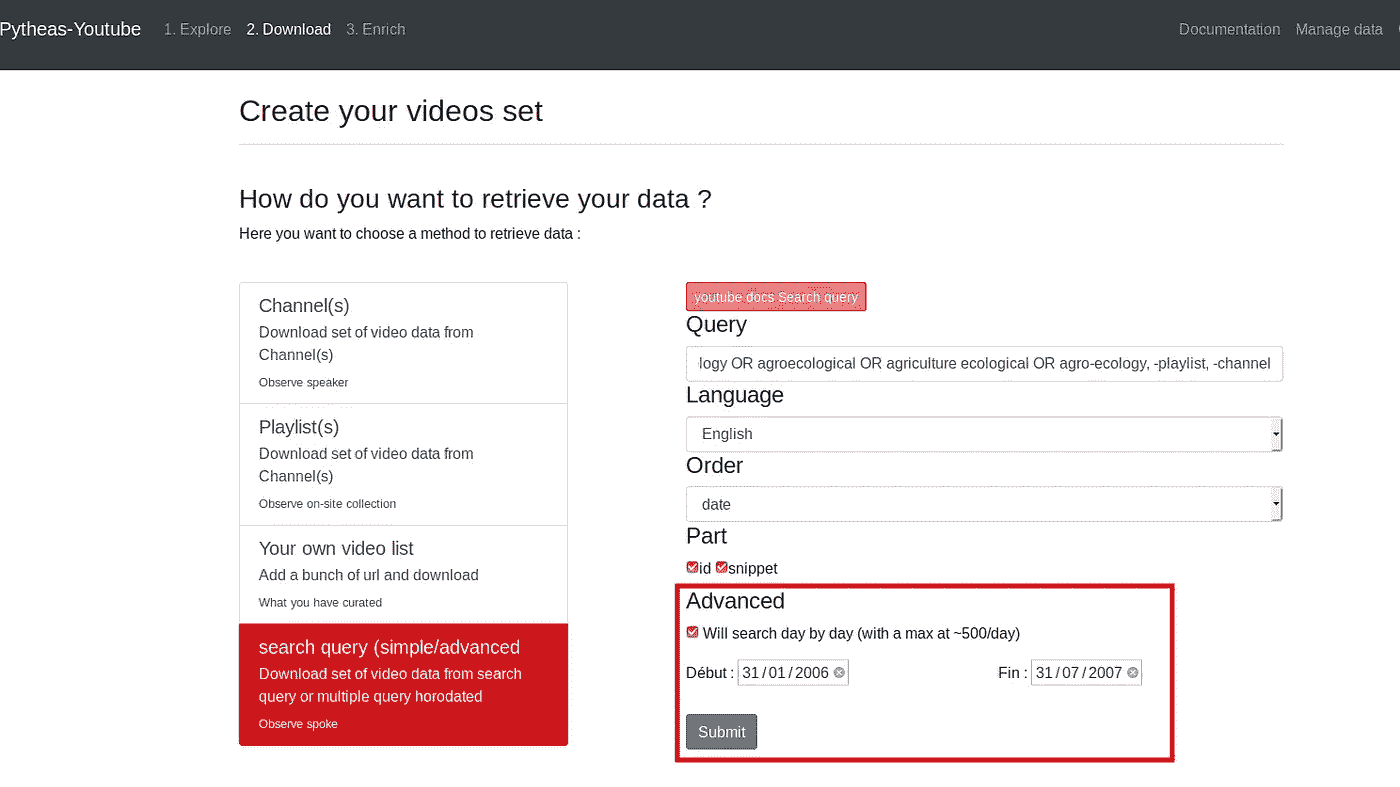 Pytheas-Youtube 1. Explore 2. Download 3. Enrich Documentation Manage data
Create your videos set
How do you want to retrieve your data ?
Here you want to choose a method to retrieve data :
Channel(s)
Download set of video data from
Channel(s)
Observe speaker
Playlist(s)
Download set of video data from
Channel(s)
Observe on-site collection
Your own video list
Add a bunch of url and download
What you have curated
search query (simple/advanced
Download set of video data from search
query or multiple query horodated
Observe spoke
youtube docs Search query
Query
logy OR agroecological OR agriculture ecological OR agro-ecology, -playlist, -channel
Language
English
Order
date
Part
id snippet
Advanced
Will search day by day (with a max at ~500/day)
Début : 31/01/2006 Fin : 31/07/2007
Submit